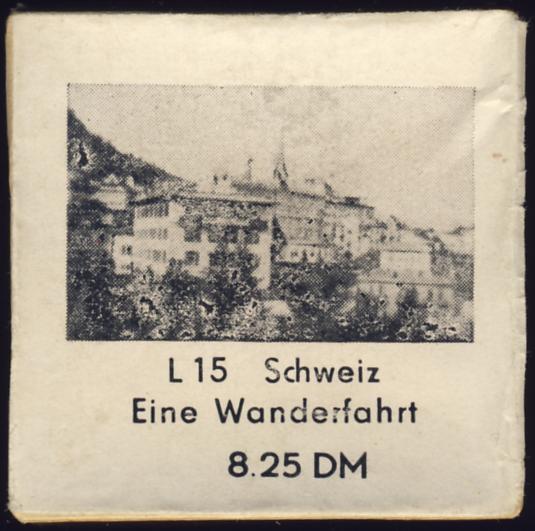 L 15 Schweiz
Eine Wanderfahrt
8.25 DM